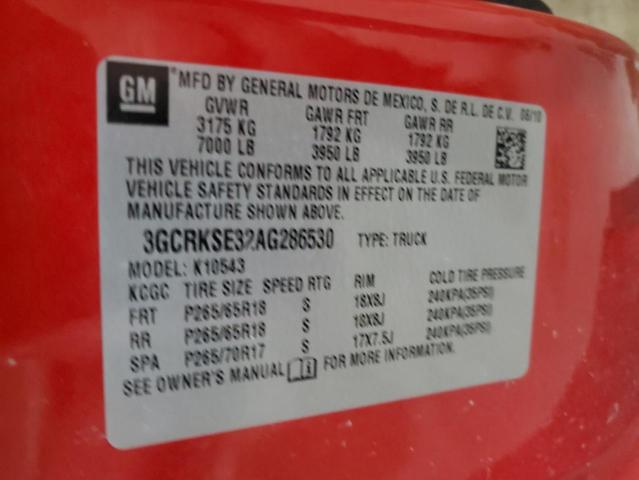 GM
*MFD BY GENERAL MOTORS DE MEXICO, S. DE R.L. DE C.V. 06/10
GVWR GAWR FRT GAWR RR
3175 KG 1792 KG 1792 KG
7000 LB 3950 LB 3950 LB
THIS VEHICLE CONFORMS TO ALL APPLICABLE U.S. FEDERAL MOTOR
VEHICLE SAFETY STANDARDS IN EFFECT ON THE DATE OF
MANUFACTURE SHOWN ABOVE.
3GCRKSE32AG286530 TYPE: TRUCK
MODEL: K10543
KCGC TIRE SIZE SPEED RTG RIM COLD TIRE PRESSURE
FRT P265/65R18 S 18X8J 240KPA(35PSI)
RR P265/65R18 S 18X8J 240KPA(35PSI)
SPA P265/70R17 S 17X7.5J 240KPA(35PSI)
SEE OWNER'S MANUAL FOR MORE INFORMATION.